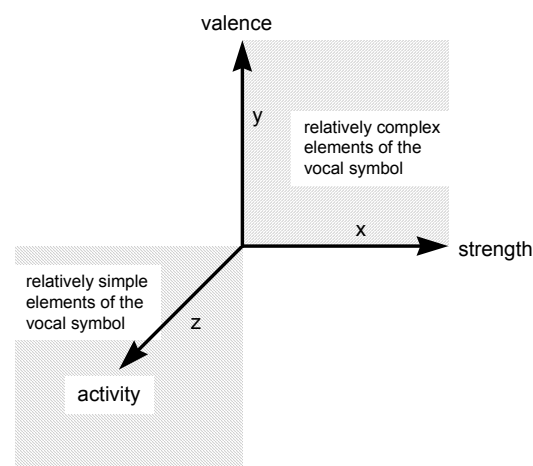 valence
y
relatively complex
elements of the
vocal symbol
x
strength
relatively simple
elements of the
vocal symbol
z
activity